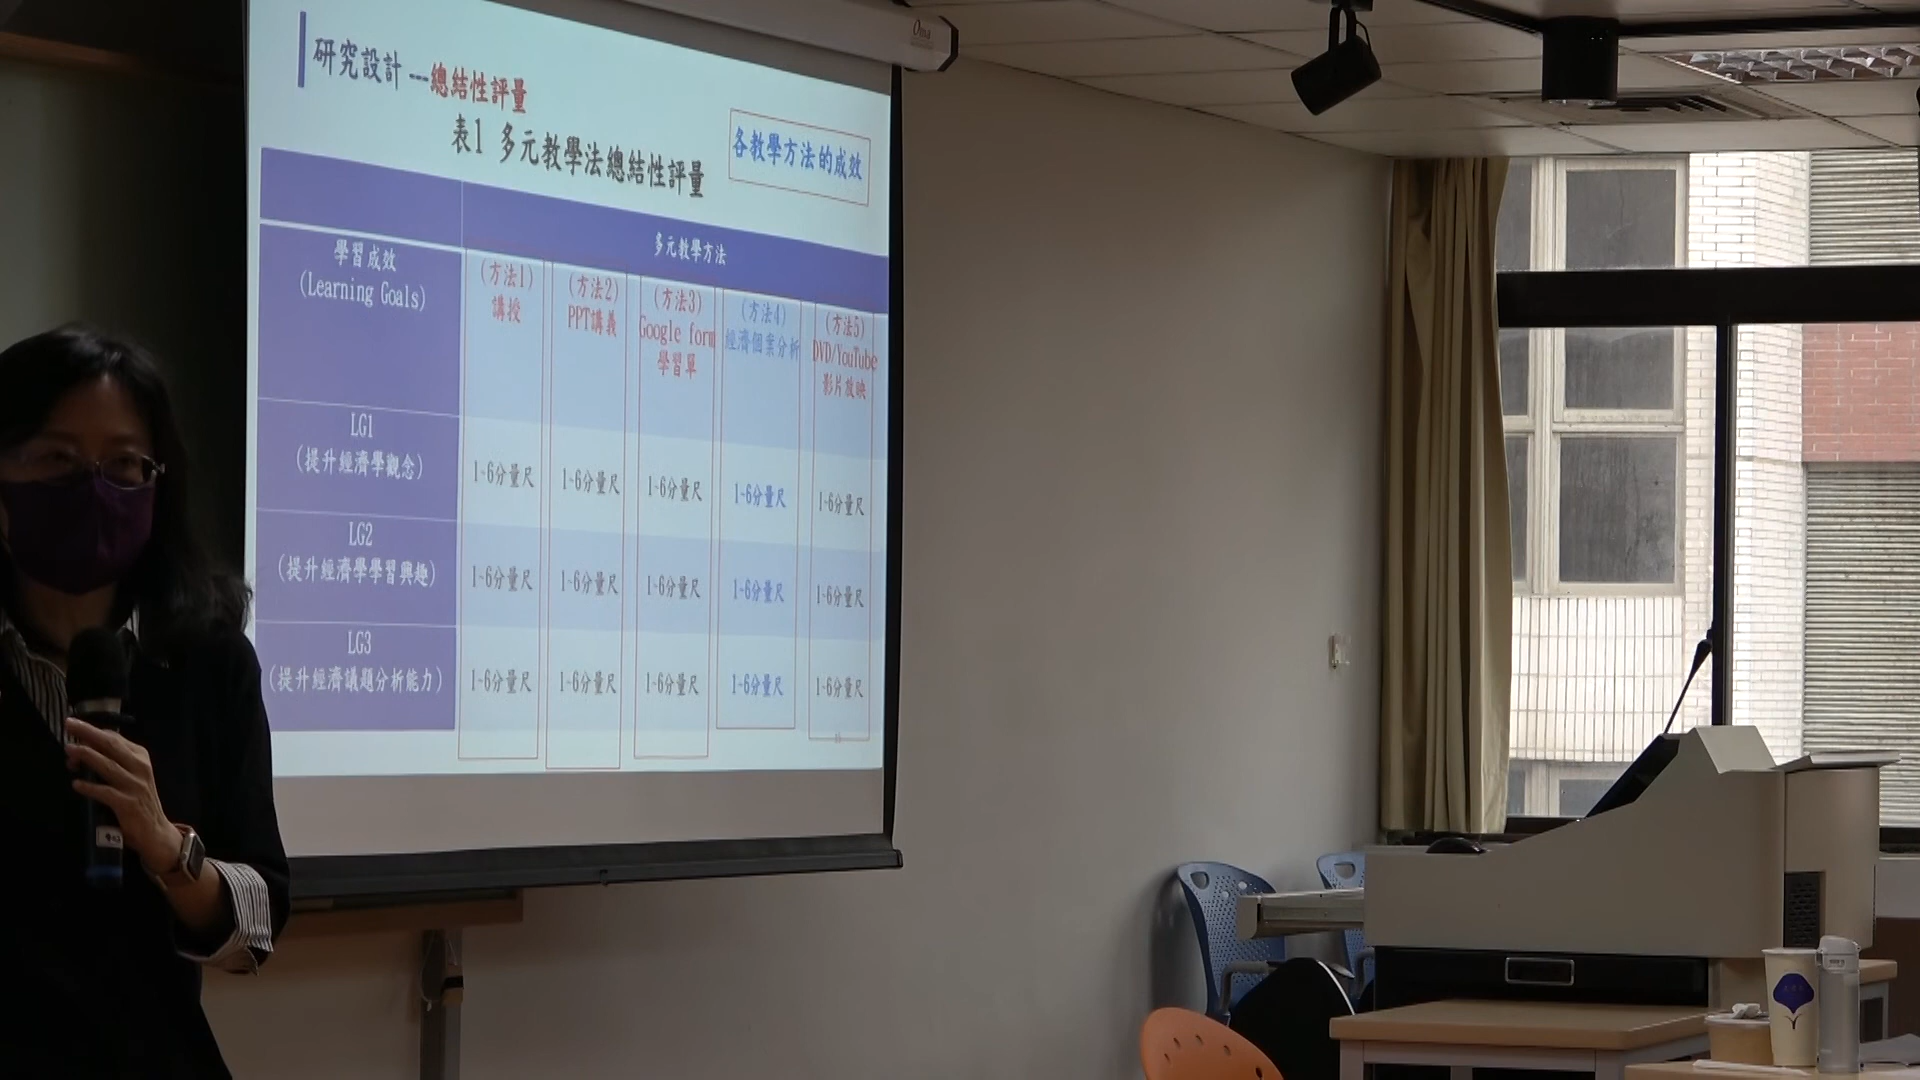 研究設計 ---總結性評量
表1 多元教學法總結性評量
各教學方法的成效
多元教學方法
學習成效
(Learning Goals)
(方法1)
講授
(方法2)
PPT講義
(方法3)
Google form
學習單
(方法4)
經濟個案分析
(方法5)
DVD/YouTube
影片放映
LG1
(提升經濟學觀念)
1~6分量尺 1~6分量尺 1~6分量尺 1~6分量尺 1~6分量尺
LG2
(提升經濟學學習興趣)
1~6分量尺 1~6分量尺 1~6分量尺 1~6分量尺 1~6分量尺
LG3
(提升經濟議題分析能力)
1~6分量尺 1~6分量尺 1~6分量尺 1~6分量尺 1~6分量尺